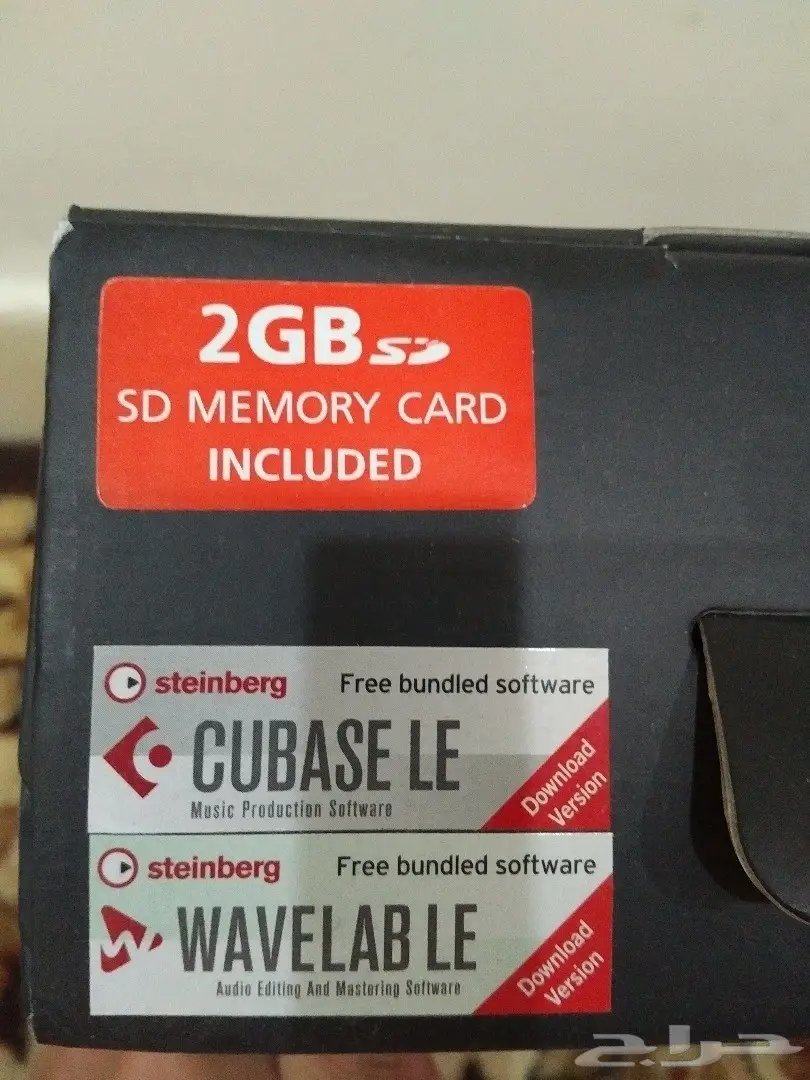 2GB SD
SD MEMORY CARD
INCLUDED
steinberg Free bundled software
CUBASE LE
Music Production Software
Download
Version
steinberg Free bundled software
WAVELAB LE
Audio Editing And Mastering Software
Download
Version
حراج